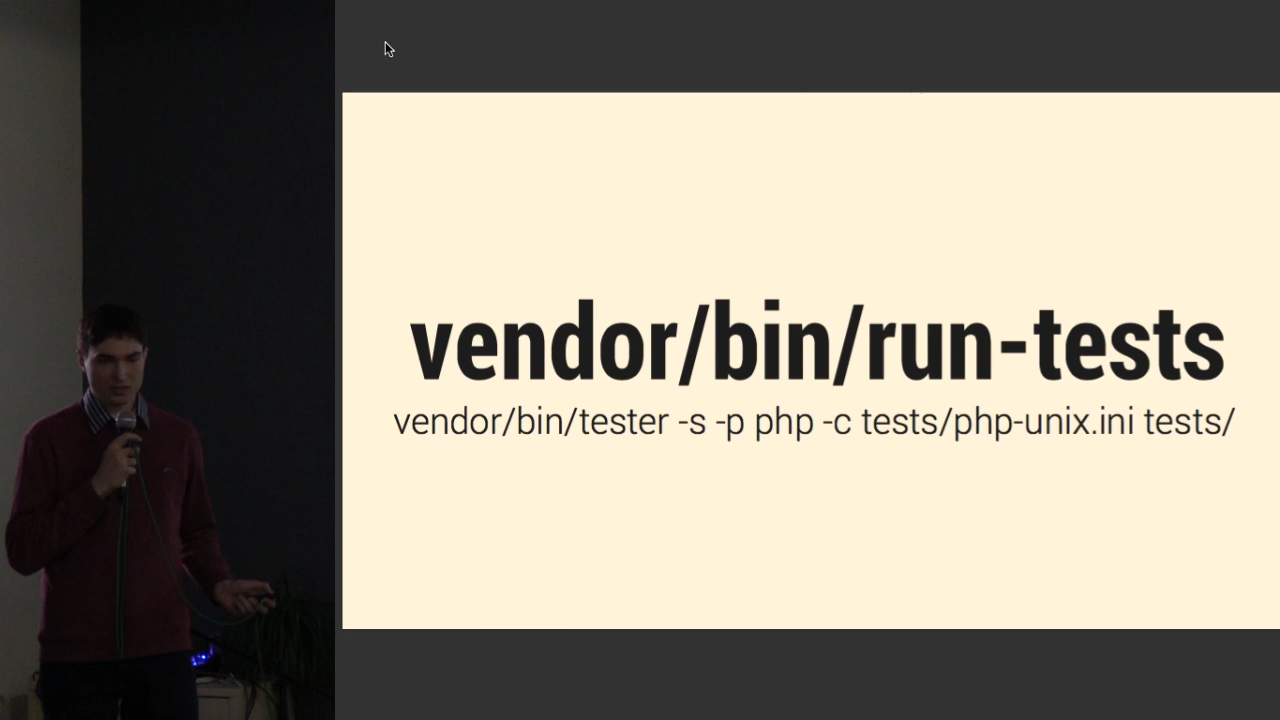 vendor/bin/run-tests
vendor/bin/tester -s -p php -c tests/php-unix.ini tests/